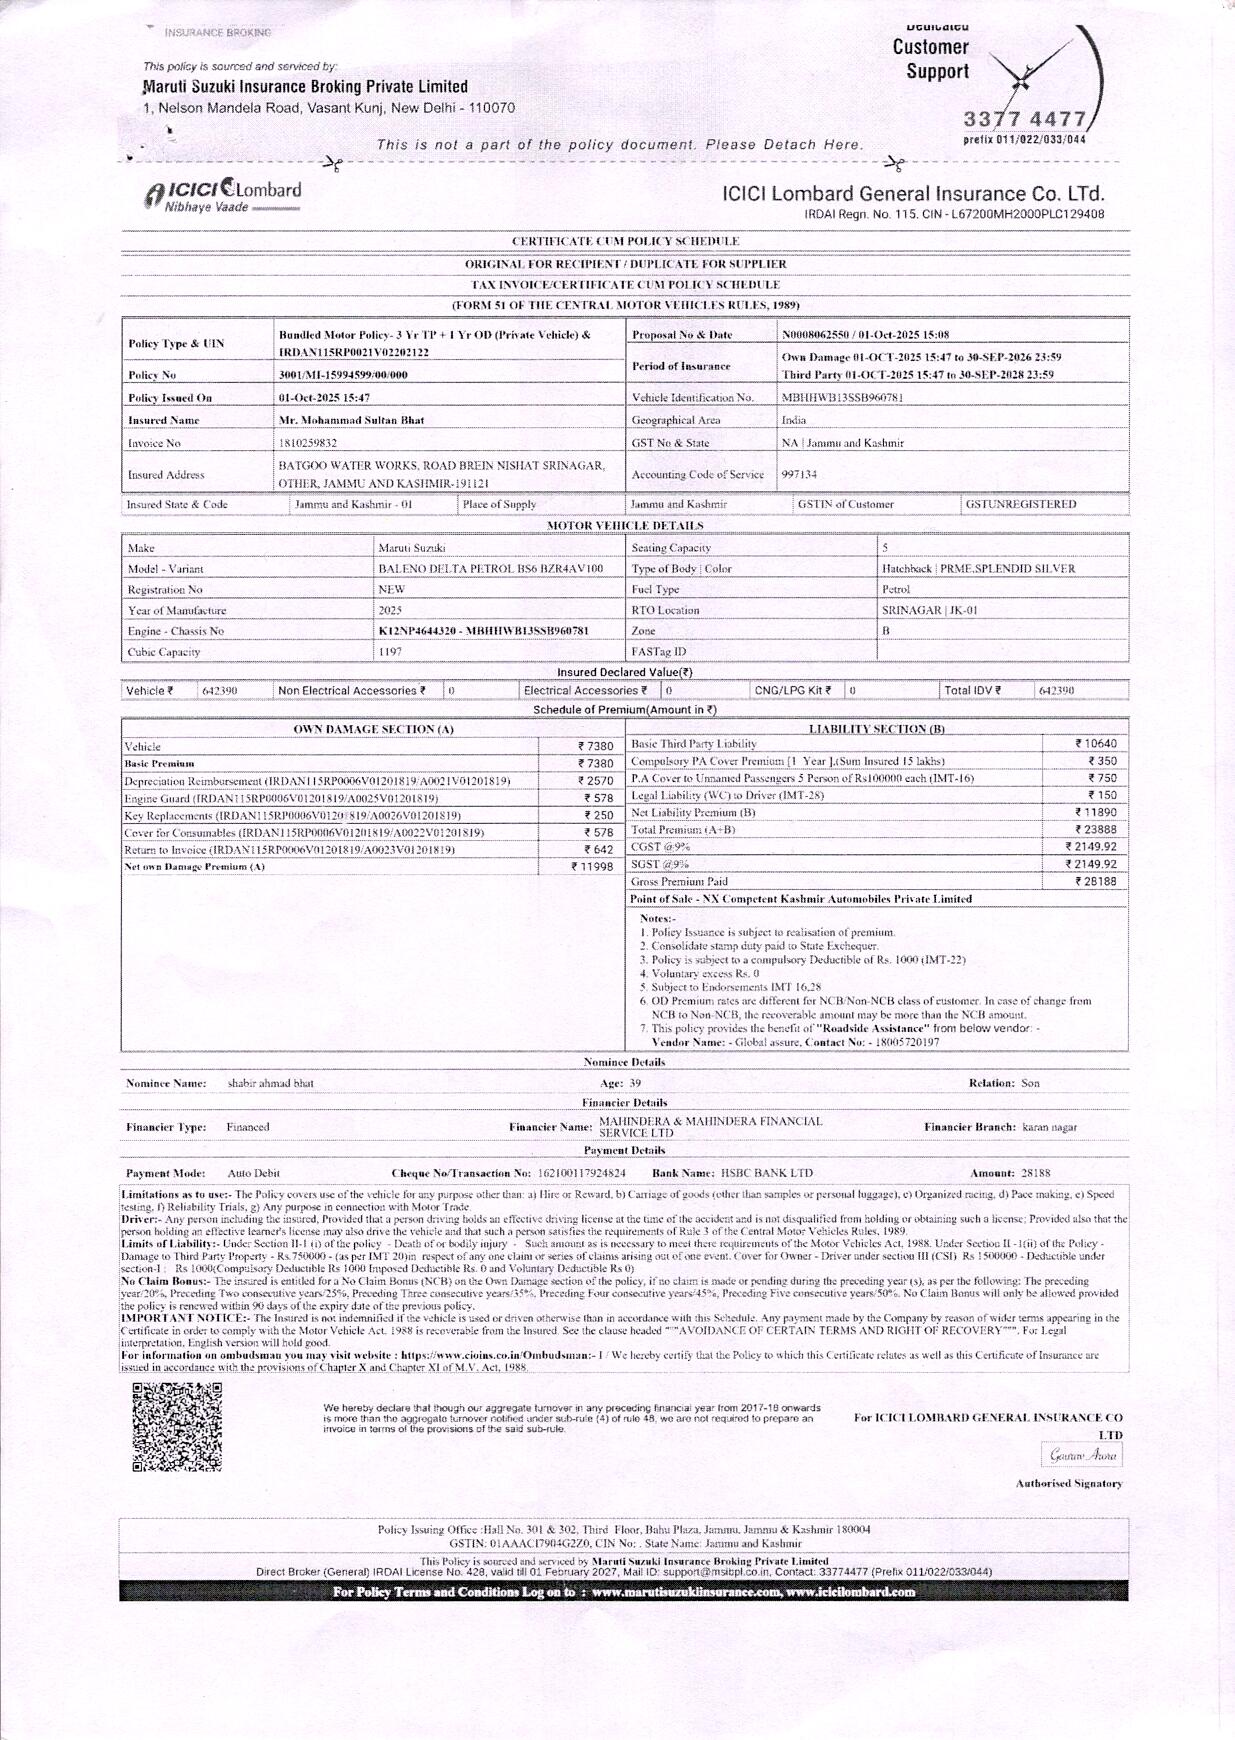 INSURANCE BROKING
This policy is sourced and serviced by:
Maruti Suzuki Insurance Broking Private Limited
1, Nelson Mandela Road, Vasant Kunj, New Delhi - 110070
Dedicated
Customer
Support
3377 4477
prefix 011/022/033/044
This is not a part of the policy document. Please Detach Here.
ICICI Lombard
Nibhaye Vaade
ICICI Lombard General Insurance Co. LTd.
IRDAI Regn. No. 115. CIN - L67200MH2000PLC129408
CERTIFICATE CUM POLICY SCHEDULE
ORIGINAL FOR RECIPIENT / DUPLICATE FOR SUPPLIER
TAX INVOICE/CERTIFICATE CUM POLICY SCHEDULE
(FORM 51 OF THE CENTRAL MOTOR VEHICLES RULES, 1989)
Policy Type & UIN Bundled Motor Policy- 3 Yr TP + 1 Yr OD (Private Vehicle) & IRDAN115RP0021V02202122
Proposal No & Date N0008062550 / 01-Oct-2025 15:08
Policy No 3001/MI-15994599/00/000
Period of Insurance Own Damage 01-OCT-2025 15:47 to 30-SEP-2026 23:59
Third Party 01-OCT-2025 15:47 to 30-SEP-2028 23:59
Policy Issued On 01-Oct-2025 15:47 Vehicle Identification No. MBHHWB13SSB960781
Insured Name Mr. Mohammad Sultan Bhat Geographical Area India
Invoice No 1810259832 GST No & State NA | Jammu and Kashmir
Insured Address BATGOO WATER WORKS, ROAD BREIN NISHAT SRINAGAR,
OTHER, JAMMU AND KASHMIR-191121
Accounting Code of Service 997134
Insured State & Code Jammu and Kashmir - 01 Place of Supply Jammu and Kashmir GSTIN of Customer GSTUNREGISTERED
MOTOR VEHICLE DETAILS
Make Maruti Suzuki Seating Capacity 5
Model - Variant BALENO DELTA PETROL BS6 BZR4AV100 Type of Body | Color Hatchback | PRME.SPLENDID SILVER
Registration No NEW Fuel Type Petrol
Year of Manufacture 2025 RTO Location SRINAGAR | JK-01
Engine - Chassis No K12NP4644320 - MBHHWB13SSB960781 Zone B
Cubic Capacity 1197 FASTag ID
Insured Declared Value(₹)
Vehicle ₹ 642390 Non Electrical Accessories ₹ 0 Electrical Accessories ₹ 0 CNG/LPG Kit ₹ 0 Total IDV ₹ 642390
Schedule of Premium(Amount in ₹)
OWN DAMAGE SECTION (A)
Vehicle ₹ 7380
Basic Premium ₹ 7380
Depreciation Reimbursement (IRDAN115RP0006V01201819/A0021V01201819) ₹ 2570
Engine Guard (IRDAN115RP0006V01201819/A0025V01201819) ₹ 578
Key Replacements (IRDAN115RP0006V01201819/A0026V01201819) ₹ 250
Cover for Consumables (IRDAN115RP0006V01201819/A0022V01201819) ₹ 578
Return to Invoice (IRDAN115RP0006V01201819/A0023V01201819) ₹ 642
Net own Damage Premium (A) ₹ 11998
LIABILITY SECTION (B)
Basic Third Party Liability ₹ 10640
Compulsory PA Cover Premium [1 Year ],(Sum Insured 15 lakhs) ₹ 350
P.A Cover to Unnamed Passengers 5 Person of Rs100000 each (IMT-16) ₹ 750
Legal Liability (WC) to Driver (IMT-28) ₹ 150
Net Liability Premium (B) ₹ 11890
Total Premium (A+B) ₹ 23888
CGST @9% ₹ 2149.92
SGST @9% ₹ 2149.92
Gross Premium Paid ₹ 28188
Point of Sale - NX Competent Kashmir Automobiles Private Limited
Notes:-
1. Policy Issuance is subject to realisation of premium.
2. Consolidate stamp duty paid to State Exchequer.
3. Policy is subject to a compulsory Deductible of Rs. 1000 (IMT-22)
4. Voluntary excess Rs. 0
5. Subject to Endorsements IMT 16,28
6. OD Premium rates are different for NCB/Non-NCB class of customer. In case of change from
NCB to Non-NCB, the recoverable amount may be more than the NCB amount.
7. This policy provides the benefit of "Roadside Assistance" from below vendor: -
Vendor Name: - Global assure, Contact No: - 18005720197
Nominee Details
Nominee Name: shabir ahmad bhat Age: 39 Relation: Son
Financier Details
Financier Type: Financed Financier Name: MAHINDERA & MAHINDERA FINANCIAL SERVICE LTD Financier Branch: karan nagar
Payment Details
Payment Mode: Auto Debit Cheque No/Transaction No: 162100117924824 Bank Name: HSBC BANK LTD Amount: 28188
Limitations as to use:- The Policy covers use of the vehicle for any purpose other than: a) Hire or Reward, b) Carriage of goods (other than samples or personal luggage), c) Organized racing, d) Pace making, e) Speed
testing, f) Reliability Trials, g) Any purpose in connection with Motor Trade.
Driver:- Any person including the insured, Provided that a person driving holds an effective driving license at the time of the accident and is not disqualified from holding or obtaining such a license; Provided also that the
person holding an effective learner's license may also drive the vehicle and that such a person satisfies the requirements of Rule 3 of the Central Motor Vehicles Rules, 1989.
Limits of Liability:- Under Section II-1 (i) of the policy - Death of or bodily injury - Such amount as is necessary to meet there requirements of the Motor Vehicles Act, 1988. Under Section II - 1(ii) of the Policy -
Damage to Third Party Property - Rs.750000 - (as per IMT 20)in respect of any one claim or series of claims arising out of one event. Cover for Owner - Driver under section III (CSI). Rs 1500000 - Deductible under
section-I : Rs 1000(Compulsory Deductible Rs 1000 Imposed Deductible Rs. 0 and Voluntary Deductible Rs 0)
No Claim Bonus:- The insured is entitled for a No Claim Bonus (NCB) on the Own Damage section of the policy, if no claim is made or pending during the preceding year (s), as per the following: The preceding
year/20%, Preceding Two consecutive years/25%, Preceding Three consecutive years/35%, Preceding Four consecutive years/45%, Preceding Five consecutive years/50%. No Claim Bonus will only be allowed provided
the policy is renewed within 90 days of the expiry date of the previous policy.
IMPORTANT NOTICE:- The Insured is not indemnified if the vehicle is used or driven otherwise than in accordance with this Schedule. Any payment made by the Company by reason of wider terms appearing in the
Certificate in order to comply with the Motor Vehicle Act. 1988 is recoverable from the Insured. See the clause headed """AVOIDANCE OF CERTAIN TERMS AND RIGHT OF RECOVERY""". For Legal
interpretation, English version will hold good.
For information on ombudsman you may visit website : https://www.cioins.co.in/Ombudsman:- I / We hereby certify that the Policy to which this Certificate relates as well as this Certificate of Insurance are
issued in accordance with the provisions of Chapter X and Chapter XI of M.V. Act, 1988.
We hereby declare that though our aggregate turnover in any preceding financial year from 2017-18 onwards
is more than the aggregate turnover notified under sub-rule (4) of rule 48, we are not required to prepare an
invoice in terms of the provisions of the said sub-rule.
For ICICI LOMBARD GENERAL INSURANCE CO
LTD
Gaurav Arora
Authorised Signatory
Policy Issuing Office :Hall No. 301 & 302, Third Floor, Bahu Plaza, Jammu, Jammu & Kashmir 180004
GSTIN: 01AAACI7904G2Z0, CIN No: . State Name: Jammu and Kashmir
This Policy is sourced and serviced by Maruti Suzuki Insurance Broking Private Limited
Direct Broker (General) IRDAI License No. 428, valid till 01 February 2027, Mail ID: support@msibpl.co.in, Contact: 33774477 (Prefix 011/022/033/044)
For Policy Terms and Conditions Log on to : www.marutisuzukiinsurance.com, www.icicilombard.com